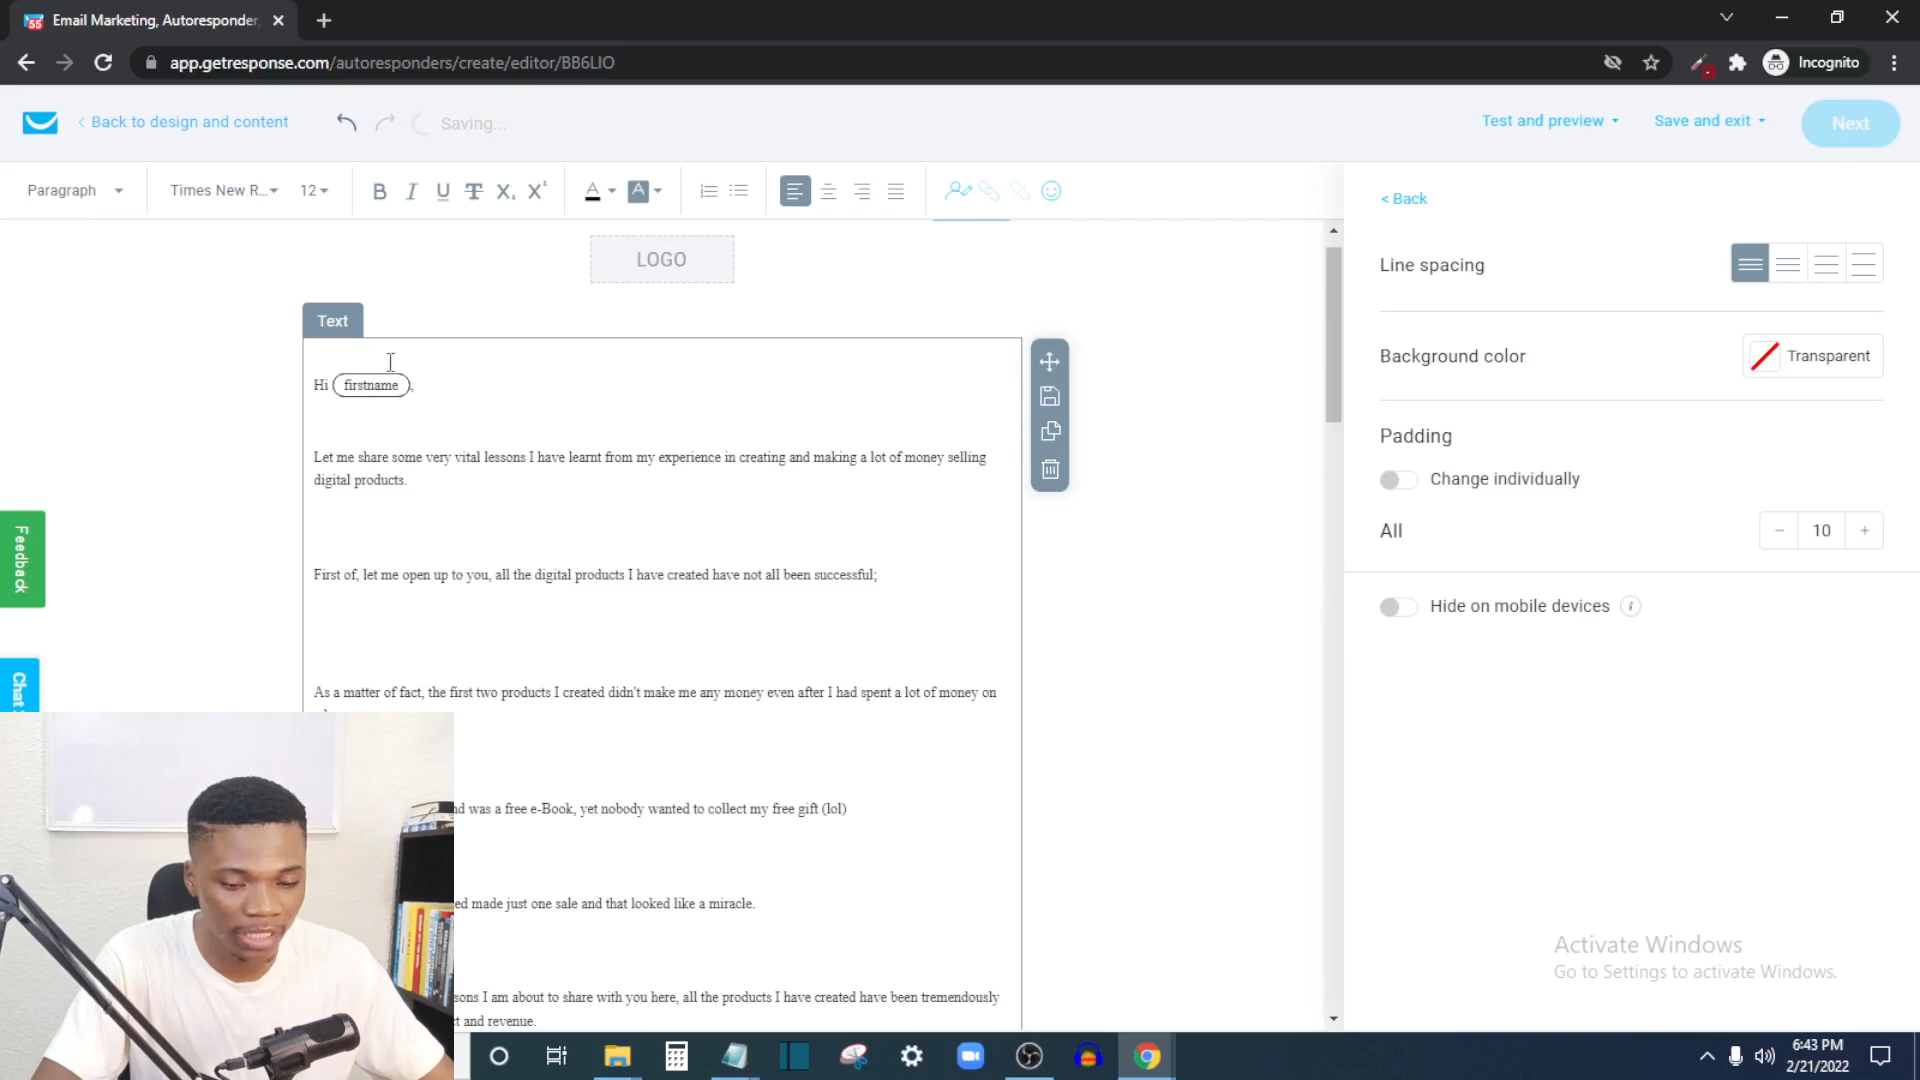 Email Marketing, Autoresponder,
app.getresponse.com/autoresponders/create/editor/BB6LIO
Incognito
Back to design and content
Saving...
Test and preview
Save and exit
Next
Paragraph
Times New R...
12
< Back
LOGO
Line spacing
Text
Background color
Transparent
Hi firstname,
Padding
Let me share some very vital lessons I have learnt from my experience in creating and making a lot of money selling
digital products.
Change individually
All
10
Feedback
First of, let me open up to you, all the digital products I have created have not all been successful;
Hide on mobile devices
Chat
As a matter of fact, the first two products I created didn't make me any money even after I had spent a lot of money on
was a free e-Book, yet nobody wanted to collect my free gift (lol)
made just one sale and that looked like a miracle.
I am about to share with you here, all the products I have created have been tremendously
and revenue.
Activate Windows
Go to Settings to activate Windows.
6:43 PM
2/21/2022